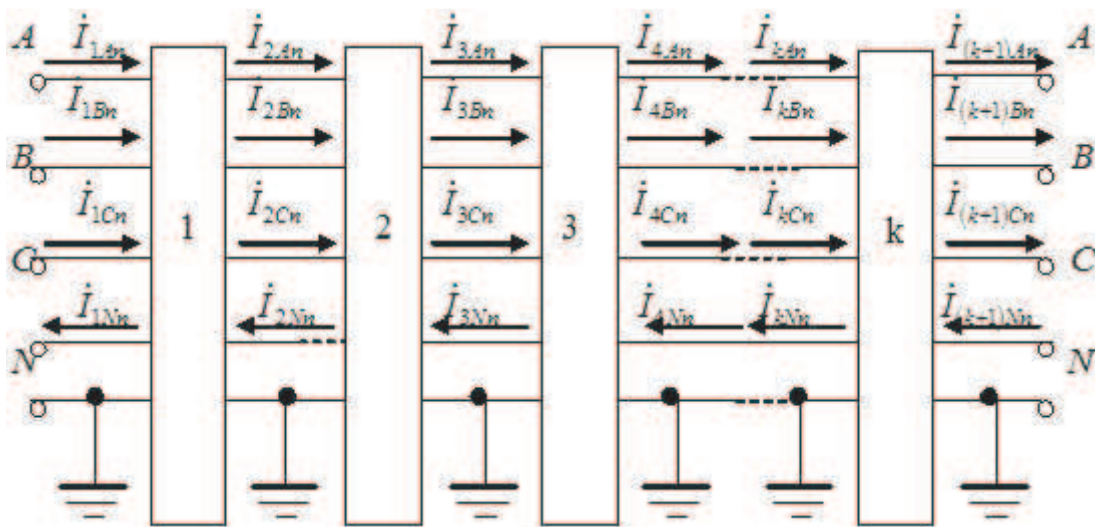 A İ1An İ2An İ3An İ4An İkAn İ(k+1)An A
İ1Bn İ2Bn İ3Bn İ4Bn İkBn İ(k+1)Bn
B B
İ1Cn İ2Cn İ3Cn İ4Cn İkCn İ(k+1)Cn
1 2 3 k
C C
İ1Nn İ2Nn İ3Nn İ4Nn İkNn İ(k+1)Nn
N N